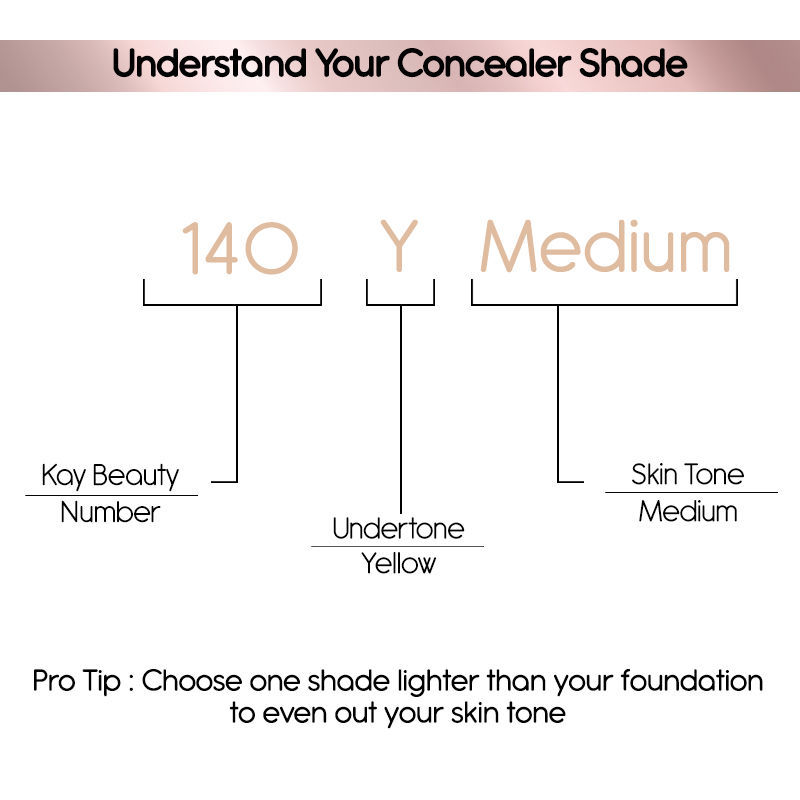 Understand Your Concealer Shade
140 Y Medium
Kay Beauty
Number
Undertone
Yellow
Skin Tone
Medium
Pro Tip : Choose one shade lighter than your foundation
to even out your skin tone